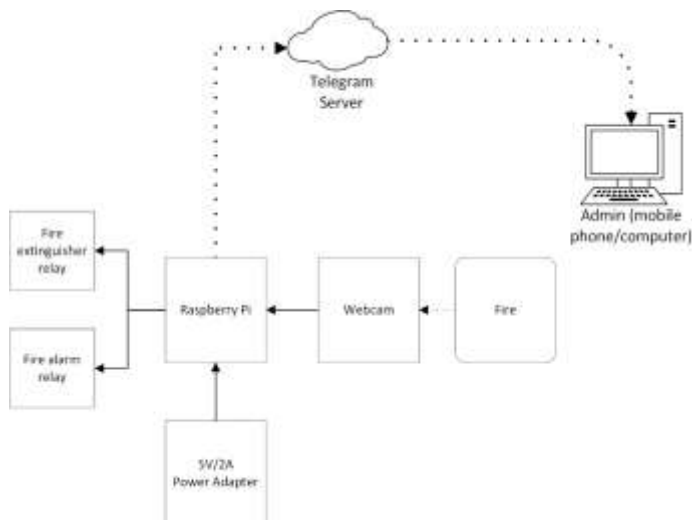 Telegram
Server
Admin (mobile
phone/computer)
Fire
extinguisher
relay
Raspberry Pi
Webcam
Fire
Fire alarm
relay
5V/2A
Power Adapter